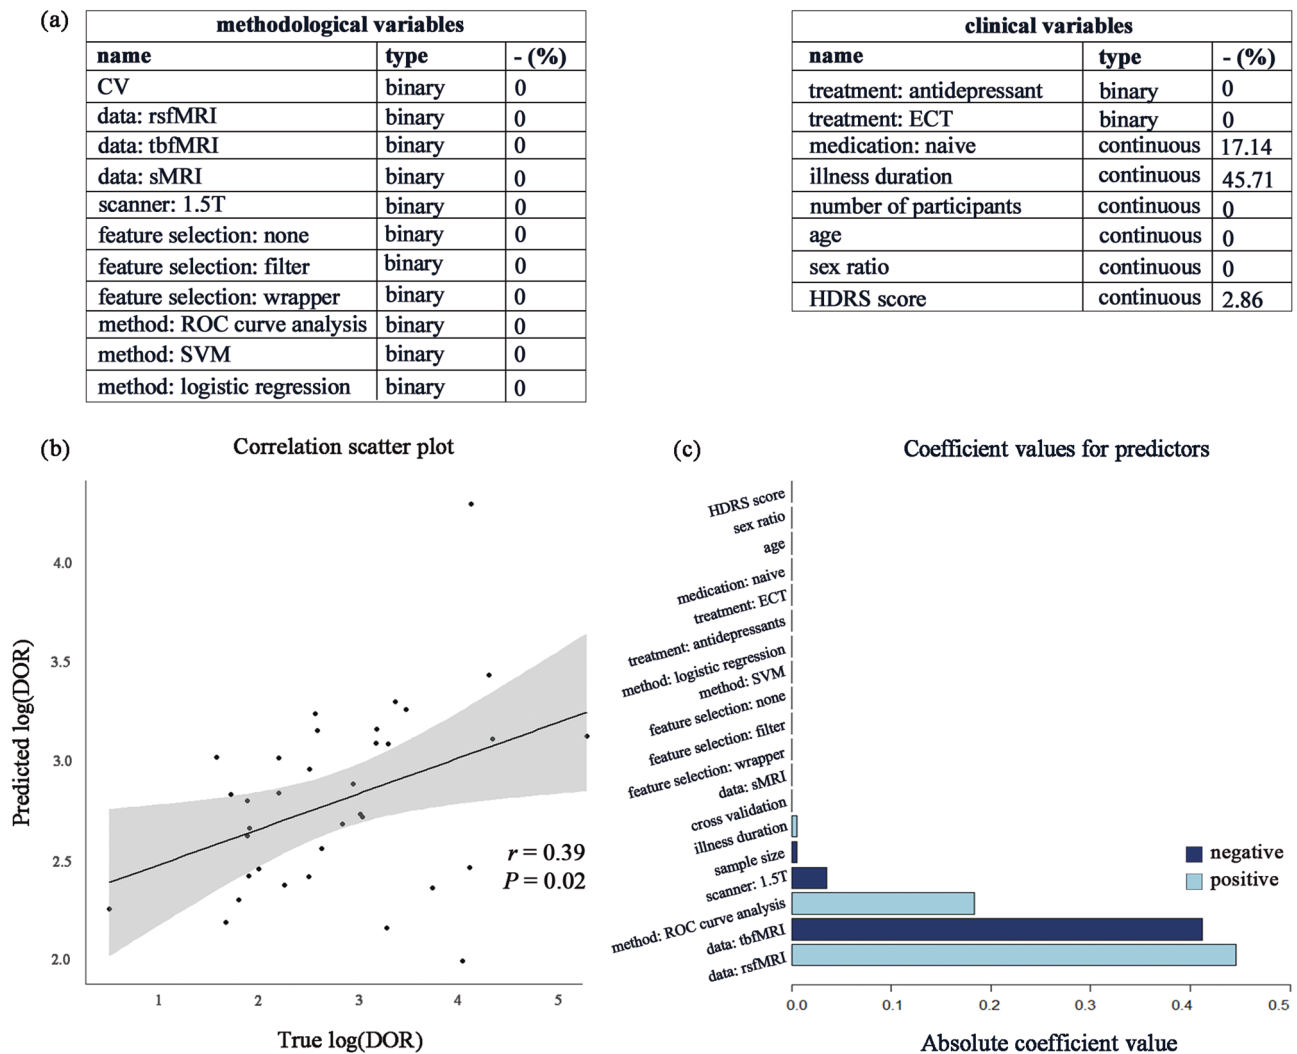 (a)
methodological variables
name type - (%)
CV binary 0
data: rsfMRI binary 0
data: tbfMRI binary 0
data: sMRI binary 0
scanner: 1.5T binary 0
feature selection: none binary 0
feature selection: filter binary 0
feature selection: wrapper binary 0
method: ROC curve analysis binary 0
method: SVM binary 0
method: logistic regression binary 0
clinical variables
name type - (%)
treatment: antidepressant binary 0
treatment: ECT binary 0
medication: naive continuous 17.14
illness duration continuous 45.71
number of participants continuous 0
age continuous 0
sex ratio continuous 0
HDRS score continuous 2.86
(b)
Correlation scatter plot
Predicted log(DOR)
4.0
3.5
3.0
2.5
2.0
r = 0.39
P = 0.02
1 2 3 4 5
True log(DOR)
(c)
Coefficient values for predictors
HDRS score
sex ratio
age
medication: naive
treatment: ECT
treatment: antidepressants
method: logistic regression
method: SVM
feature selection: none
feature selection: filter
feature selection: wrapper
data: sMRI
cross validation
illness duration
sample size
scanner: 1.5T
method: ROC curve analysis
data: tbfMRI
data: rsfMRI
negative
positive
0.0 0.1 0.2 0.3 0.4 0.5
Absolute coefficient value